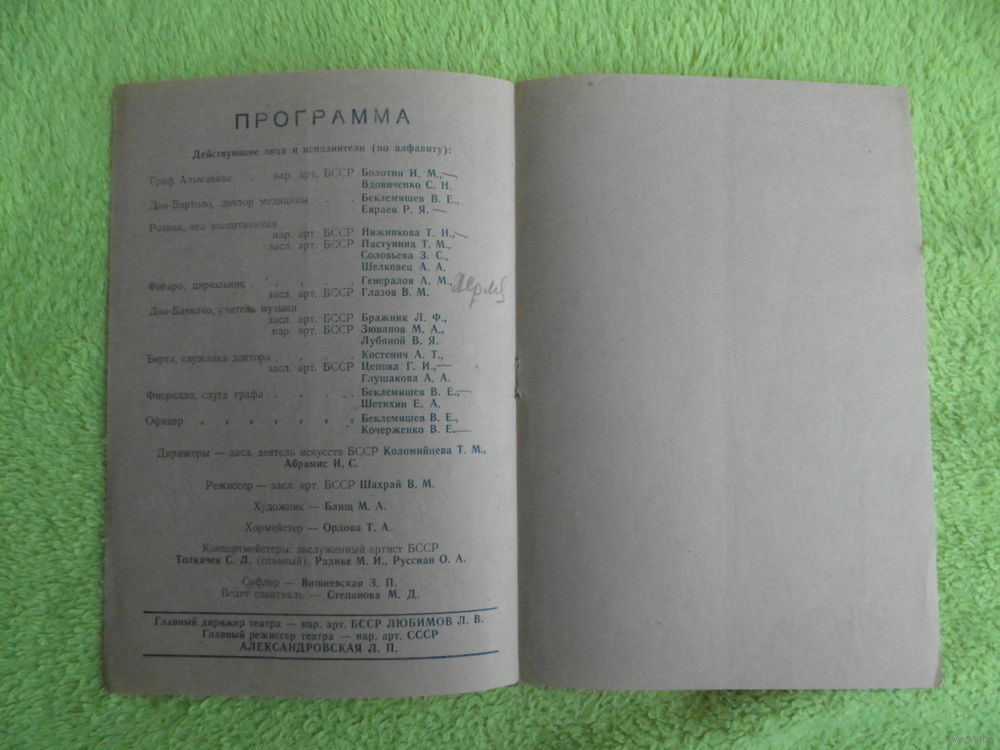 ПРОГРАММА
Действующие лица и исполнители (по алфавиту):
Граф Альмавива . нар. арт. БССР Болотин И. М.,
Вдовиченко С. Н.
Дон-Бартоло, доктор медицины . . Беклемишев В. Е.,
Евраев Р. Я.
Розина, его воспитанная
нар. арт. БССР Нижникова Т. Н.,
засл. арт. БССР Пастунина Т. М.,
Соловьева З. С.,
Шелковец А. А.
Фигаро, цирюльник . . . . . Генералов А. М.,
засл. арт. БССР Глазов В. М.
Дон-Базилио, учитель музыки
засл. арт. БССР Бражник Л. Ф.,
нар. арт. БССР Зюванов М. А.,
Лубяной В. Я.
Берта, служанка доктора . . . . Костенич А. Т.,
засл. арт. БССР Цепова Г. И.,
Глушакова А. А.
Фиорелло, слуга графа . . . Беклемишев В. Е.,
Шетихин Е. А.
Офицер Беклемишев В. Е.,
Кочерженко В. Е.
Дирижеры — засл. деятель искусств БССР Коломийцева Т. М.,
Абрамис И. С.
Режиссер — засл. арт. БССР Шахрай В. М.
Художник — Блищ М. А.
Хормейстер — Орлова Т. А.
Концертмейстеры: заслуженный артист БССР
Толкачев С. Л. (главный), Радике М. И., Руссиан О. А.
Суфлер — Вишневская З. П.
Ведет спектакль — Степанова М. Д.
Главный дирижер театра — нар. арт. БССР ЛЮБИМОВ Л. В.
Главный режиссер театра — нар. арт. СССР
АЛЕКСАНДРОВСКАЯ Л. П.